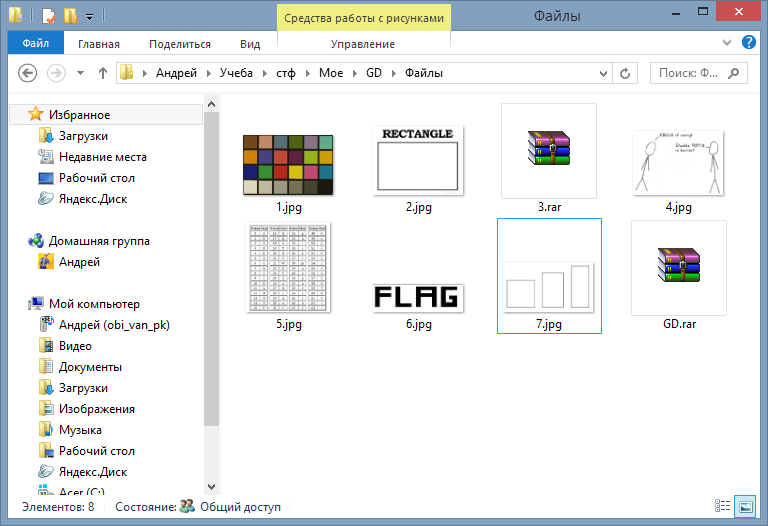 Средства работы с рисунками
Файлы
Файл
Главная
Поделиться
Вид
Управление
Андрей
Учеба
стф
Мое
GD
Файлы
Поиск: Ф...
Избранное
Загрузки
Недавние места
Рабочий стол
Яндекс.Диск
Домашняя группа
Андрей
Мой компьютер
Андрей (obi_van_pk)
Видео
Документы
Загрузки
Изображения
Музыка
Рабочий стол
Яндекс.Диск
Acer (C:)
RECTANGLE
1.jpg
2.jpg
3.rar
4.jpg
FLAG
5.jpg
6.jpg
7.jpg
GD.rar
Элементов: 8
Состояние:
Общий доступ